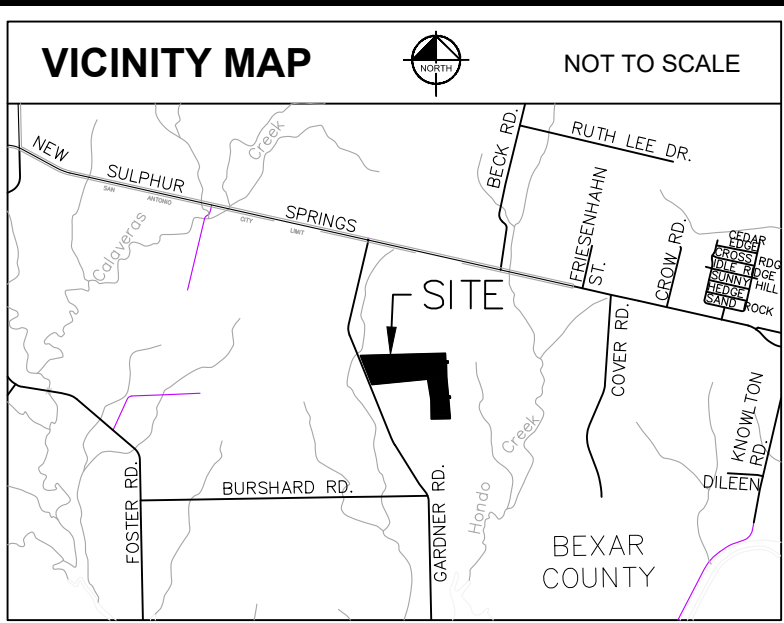 VICINITY MAP
NORTH
NOT TO SCALE
NEW
SULPHUR
SPRINGS
SAN
ANTONIO
CITY
LIMIT
Creek
Calaveras
BECK RD.
RUTH LEE DR.
FRIESENHAHN
ST.
CROW RD.
CEDAR
EDGE
CROSS RDG
IDLE RIDGE
SUNNY HILL
HEDGE
SAND ROCK
SITE
COVER RD.
KNOWLTON
RD.
DILEEN
Creek
Hondo
FOSTER RD.
BURSHARD RD.
GARDNER RD.
BEXAR
COUNTY